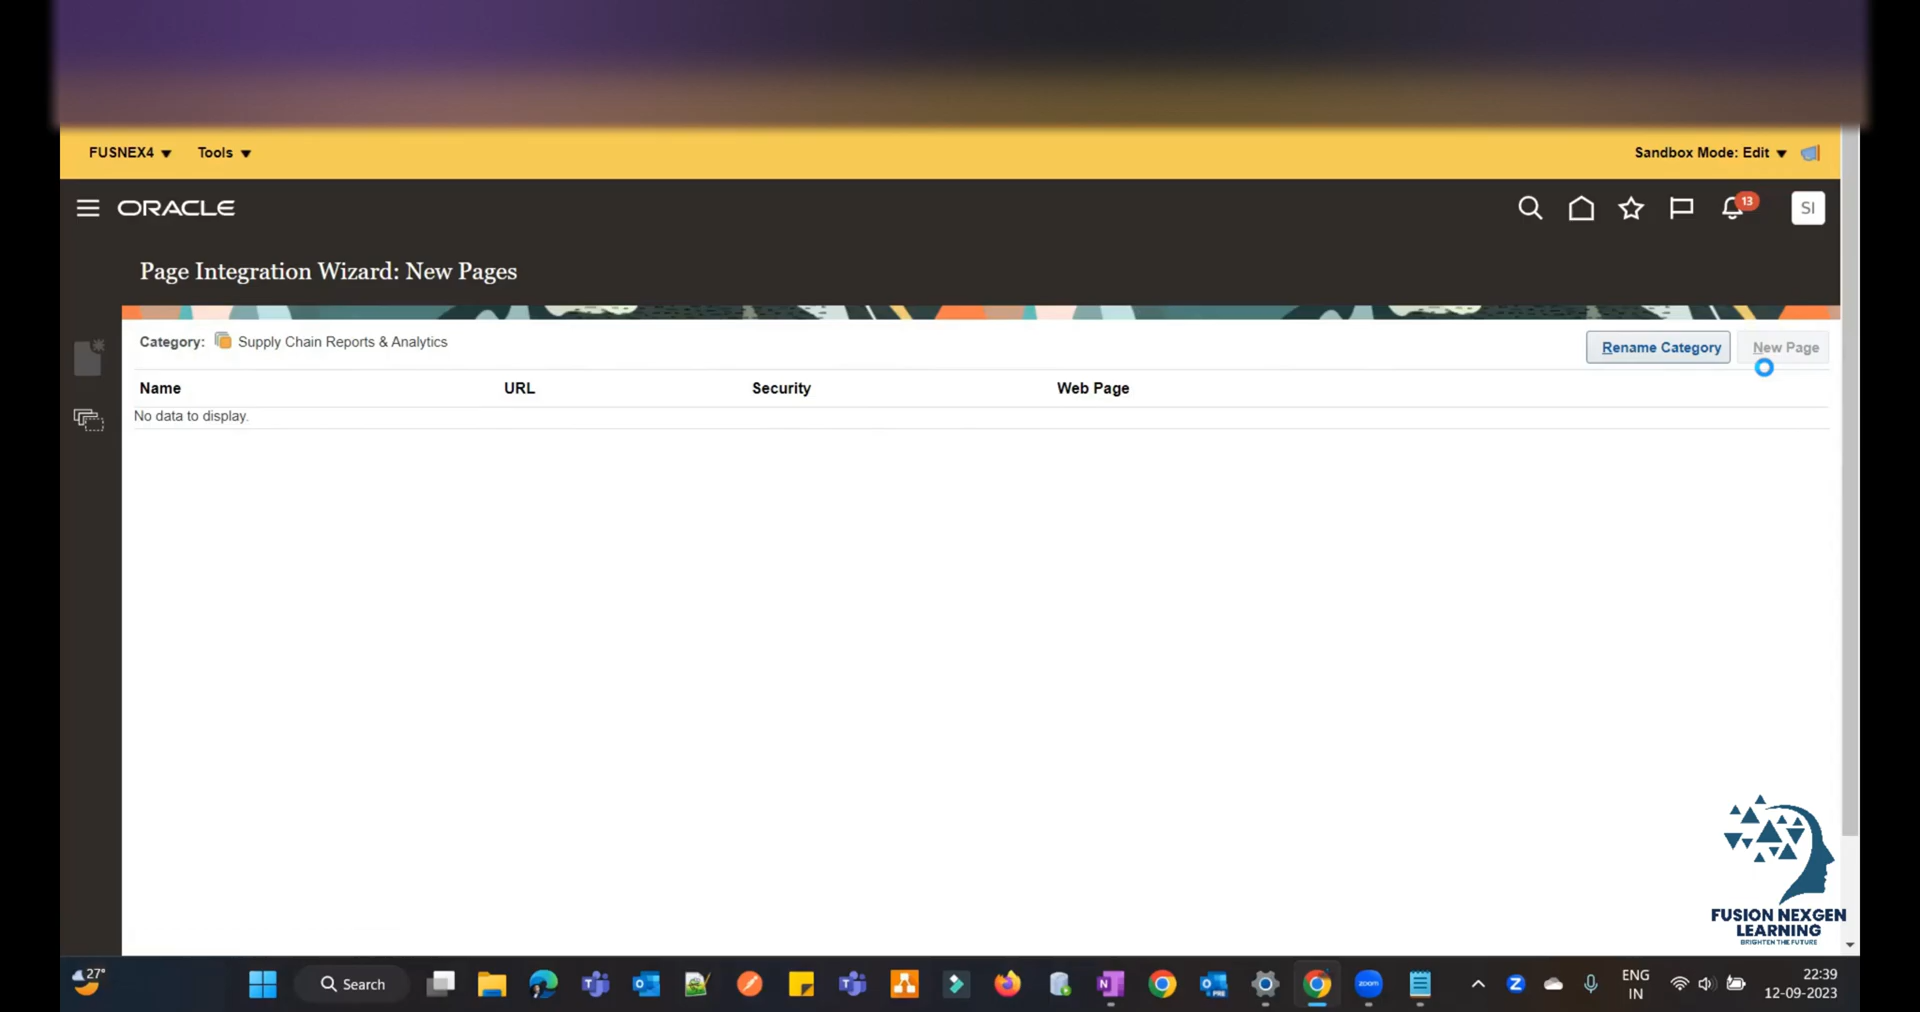 FUSNEX4 Tools Sandbox Mode: Edit
ORACLE 13 SI
Page Integration Wizard: New Pages
Category: Supply Chain Reports & Analytics Rename Category New Page
Name URL Security Web Page
No data to display.
FUSION NEXGEN
LEARNING
BRIGHTEN THE FUTURE
27° Search zoom ENG 22:39
IN 12-09-2023